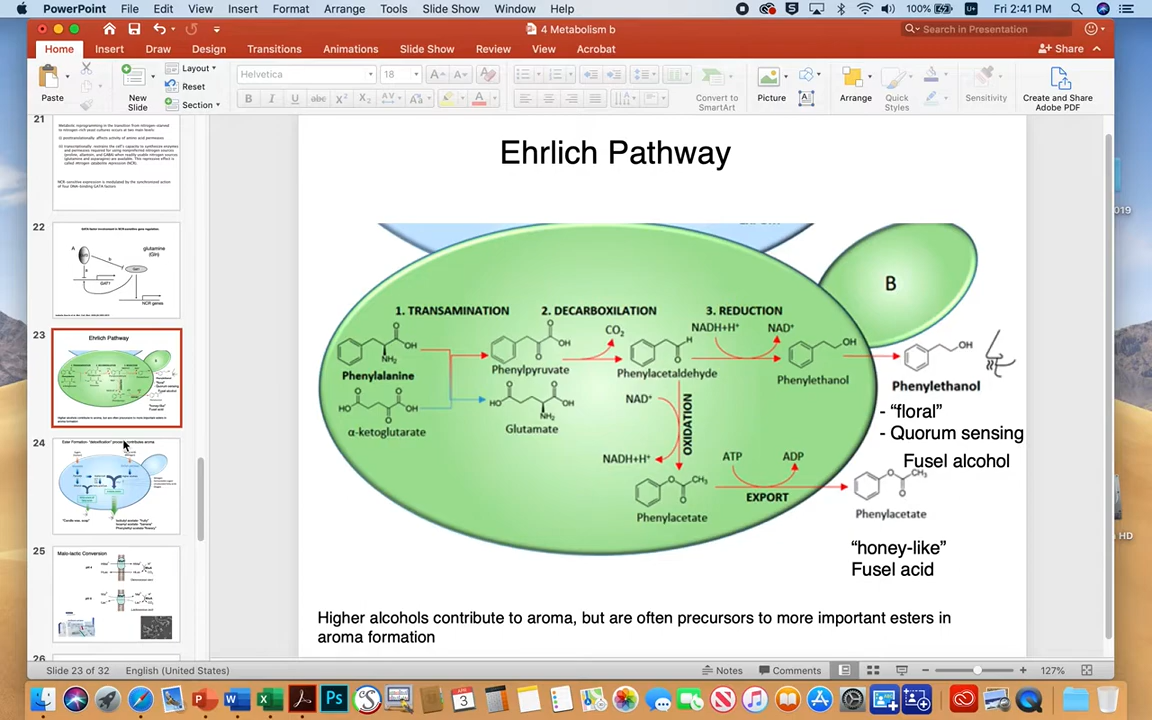 PowerPoint File Edit View Insert Format Arrange Tools Slide Show Window Help 100% Fri 2:41 PM
4 Metabolism b
Search in Presentation
Home Insert Draw Design Transitions Animations Slide Show Review View Acrobat
Share
Paste
New
Slide
Layout
Reset
Section
Helvetica 18
Convert to
SmartArt
Picture
Arrange
Quick
Styles
Sensitivity
Create and Share
Adobe PDF
21
22
glutamine
(Gln)
GAT1
NCR genes
23
Ehrlich Pathway
24
25
Malo-lactic Conversion
Ehrlich Pathway
B
1. TRANSAMINATION 2. DECARBOXILATION 3. REDUCTION
CO2
NADH+H+ NAD+
Phenylalanine
Phenylpyruvate
Phenylacetaldehyde
Phenylethanol
Phenylethanol
α-ketoglutarate
Glutamate
NAD+
OXIDATION
NADH+H+
ATP ADP
EXPORT
Phenylacetate
Phenylacetate
- “floral”
- Quorum sensing
Fusel alcohol
“honey-like”
Fusel acid
Higher alcohols contribute to aroma, but are often precursors to more important esters in
aroma formation
Slide 23 of 32 English (United States) Notes Comments 127%